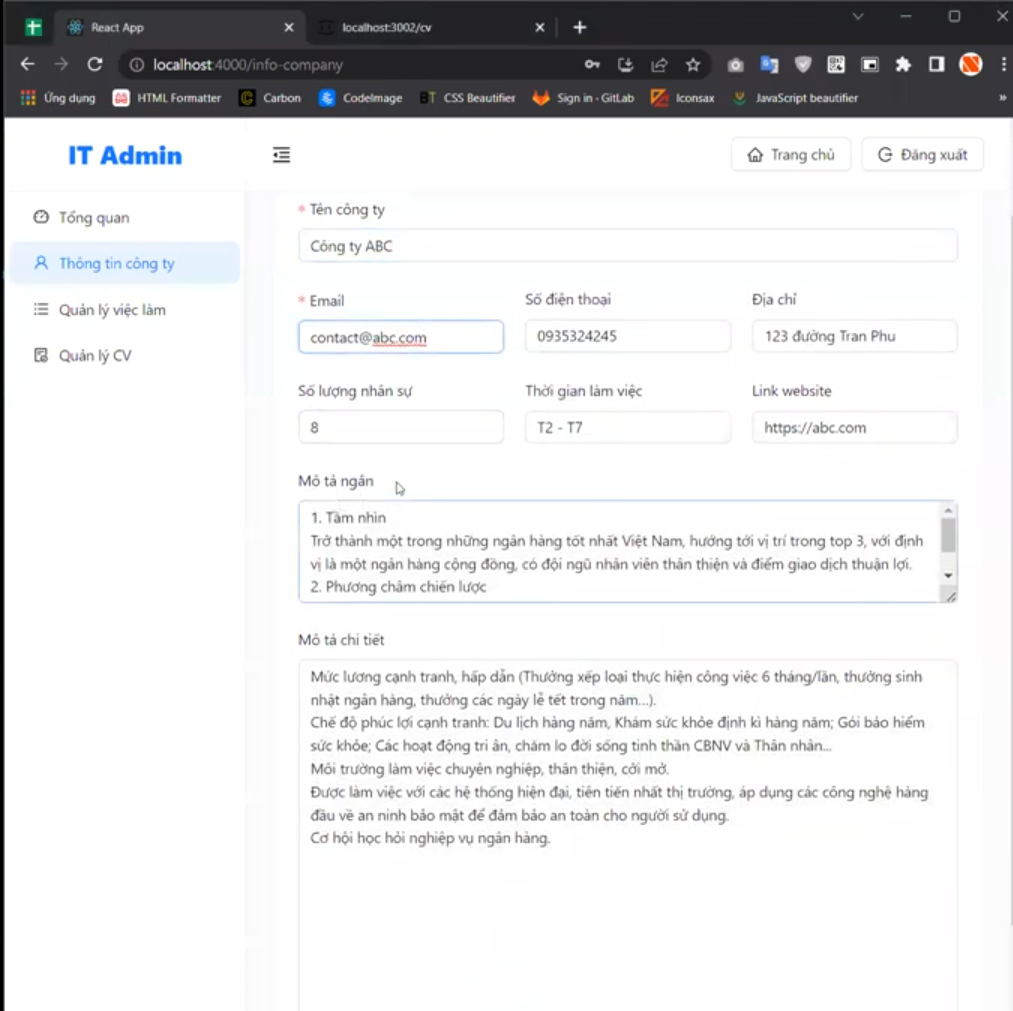 React App
localhost:3002/cv
localhost:4000/info-company
Ứng dụng
HTML Formatter
Carbon
CodeImage
CSS Beautifier
Sign in · GitLab
Iconsax
JavaScript beautifier
IT Admin
Trang chủ
Đăng xuất
Tổng quan
Thông tin công ty
Quản lý việc làm
Quản lý CV
* Tên công ty
Công ty ABC
* Email
Số điện thoại
Địa chỉ
contact@abc.com
0935324245
123 đường Tran Phu
Số lượng nhân sự
Thời gian làm việc
Link website
8
T2 - T7
https://abc.com
Mô tả ngắn
1. Tầm nhìn
Trở thành một trong những ngân hàng tốt nhất Việt Nam, hướng tới vị trí trong top 3, với định
vị là một ngân hàng cộng đồng, có đội ngũ nhân viên thân thiện và điểm giao dịch thuận lợi.
2. Phương châm chiến lược
Mô tả chi tiết
Mức lương cạnh tranh, hấp dẫn (Thưởng xếp loại thực hiện công việc 6 tháng/lần, thưởng sinh
nhật ngân hàng, thưởng các ngày lễ tết trong năm...).
Chế độ phúc lợi cạnh tranh: Du lịch hàng năm, Khám sức khỏe định kì hàng năm; Gói bảo hiểm
sức khỏe; Các hoạt động tri ân, chăm lo đời sống tinh thần CBNV và Thân nhân...
Môi trường làm việc chuyên nghiệp, thân thiện, cởi mở.
Được làm việc với các hệ thống hiện đại, tiên tiến nhất thị trường, áp dụng các công nghệ hàng
đầu về an ninh bảo mật để đảm bảo an toàn cho người sử dụng.
Cơ hội học hỏi nghiệp vụ ngân hàng.